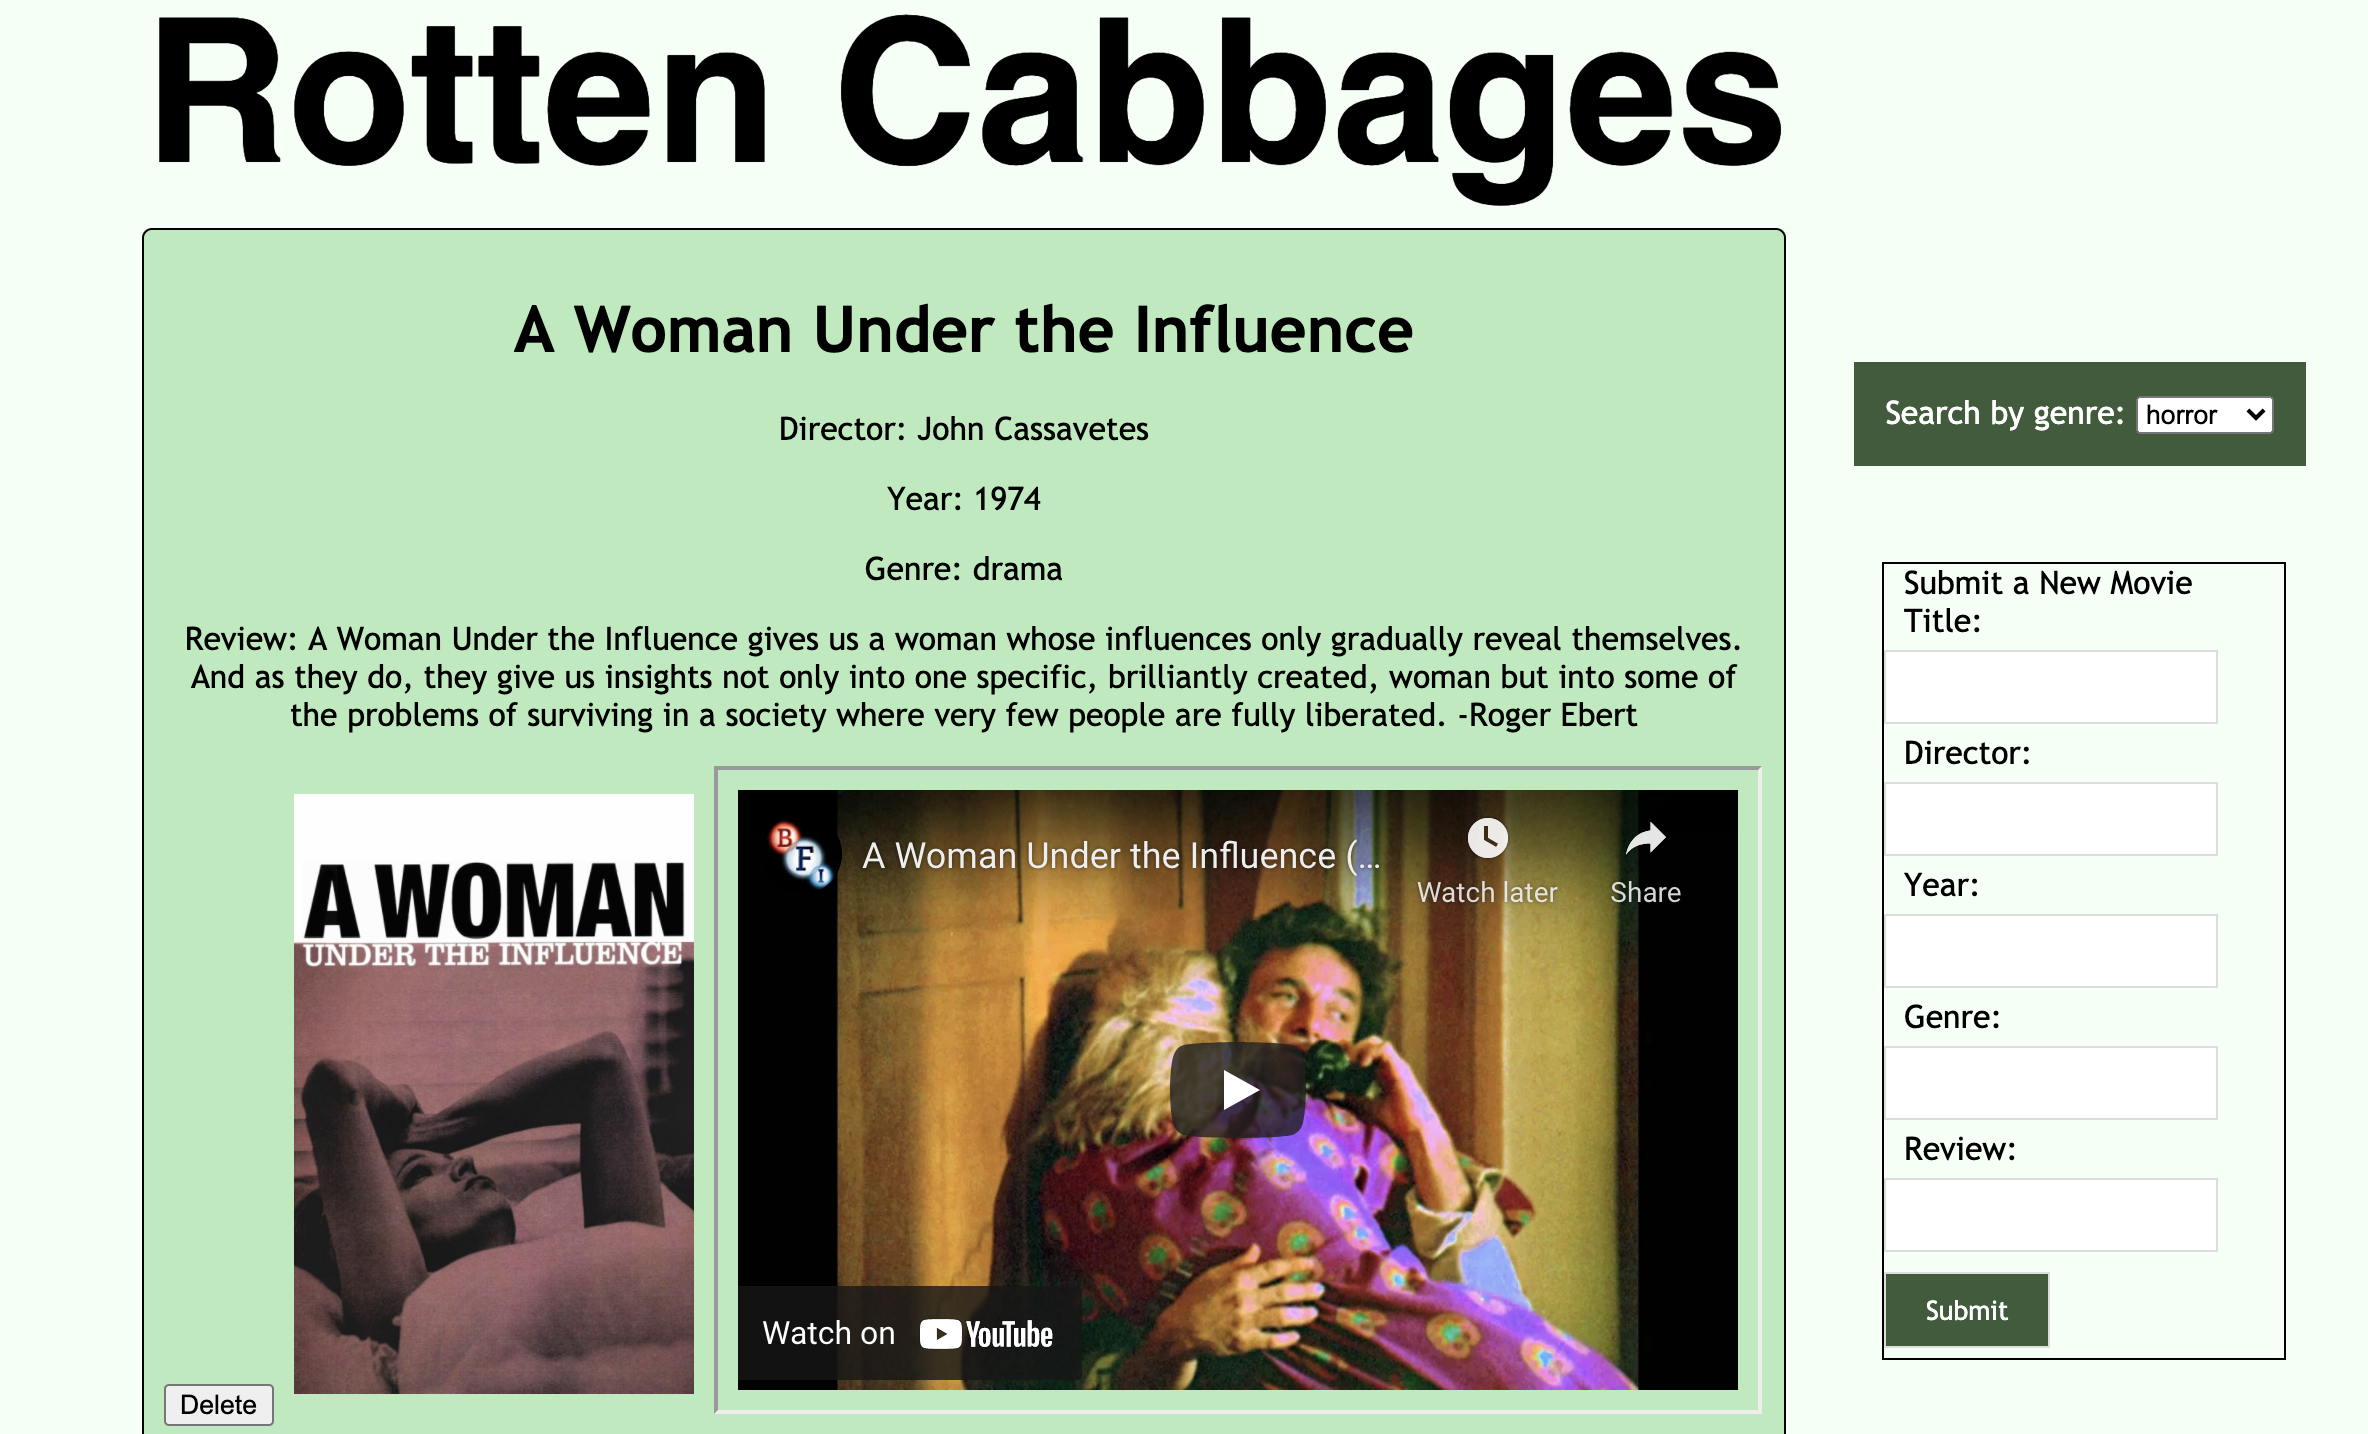 Rotten Cabbages
A Woman Under the Influence
Director: John Cassavetes
Year: 1974
Genre: drama
Review: A Woman Under the Influence gives us a woman whose influences only gradually reveal themselves.
And as they do, they give us insights not only into one specific, brilliantly created, woman but into some of
the problems of surviving in a society where very few people are fully liberated. -Roger Ebert
A WOMAN
UNDER THE INFLUENCE
BFI
A Woman Under the Influence (...
Watch later
Share
Watch on YouTube
Delete
Search by genre: horror
Submit a New Movie
Title:
Director:
Year:
Genre:
Review:
Submit